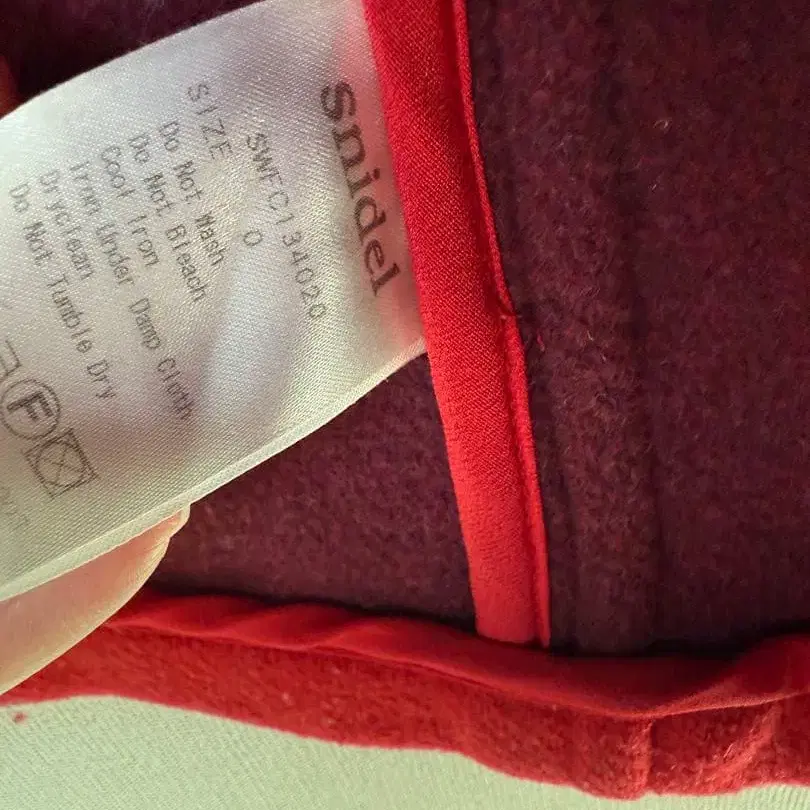 snidel
SWFC134020
SIZE 0
Do Not Wash
Do Not Bleach
Cool Iron
Iron Under Damp Cloth
Dryclean
Do Not Tumble Dry
F